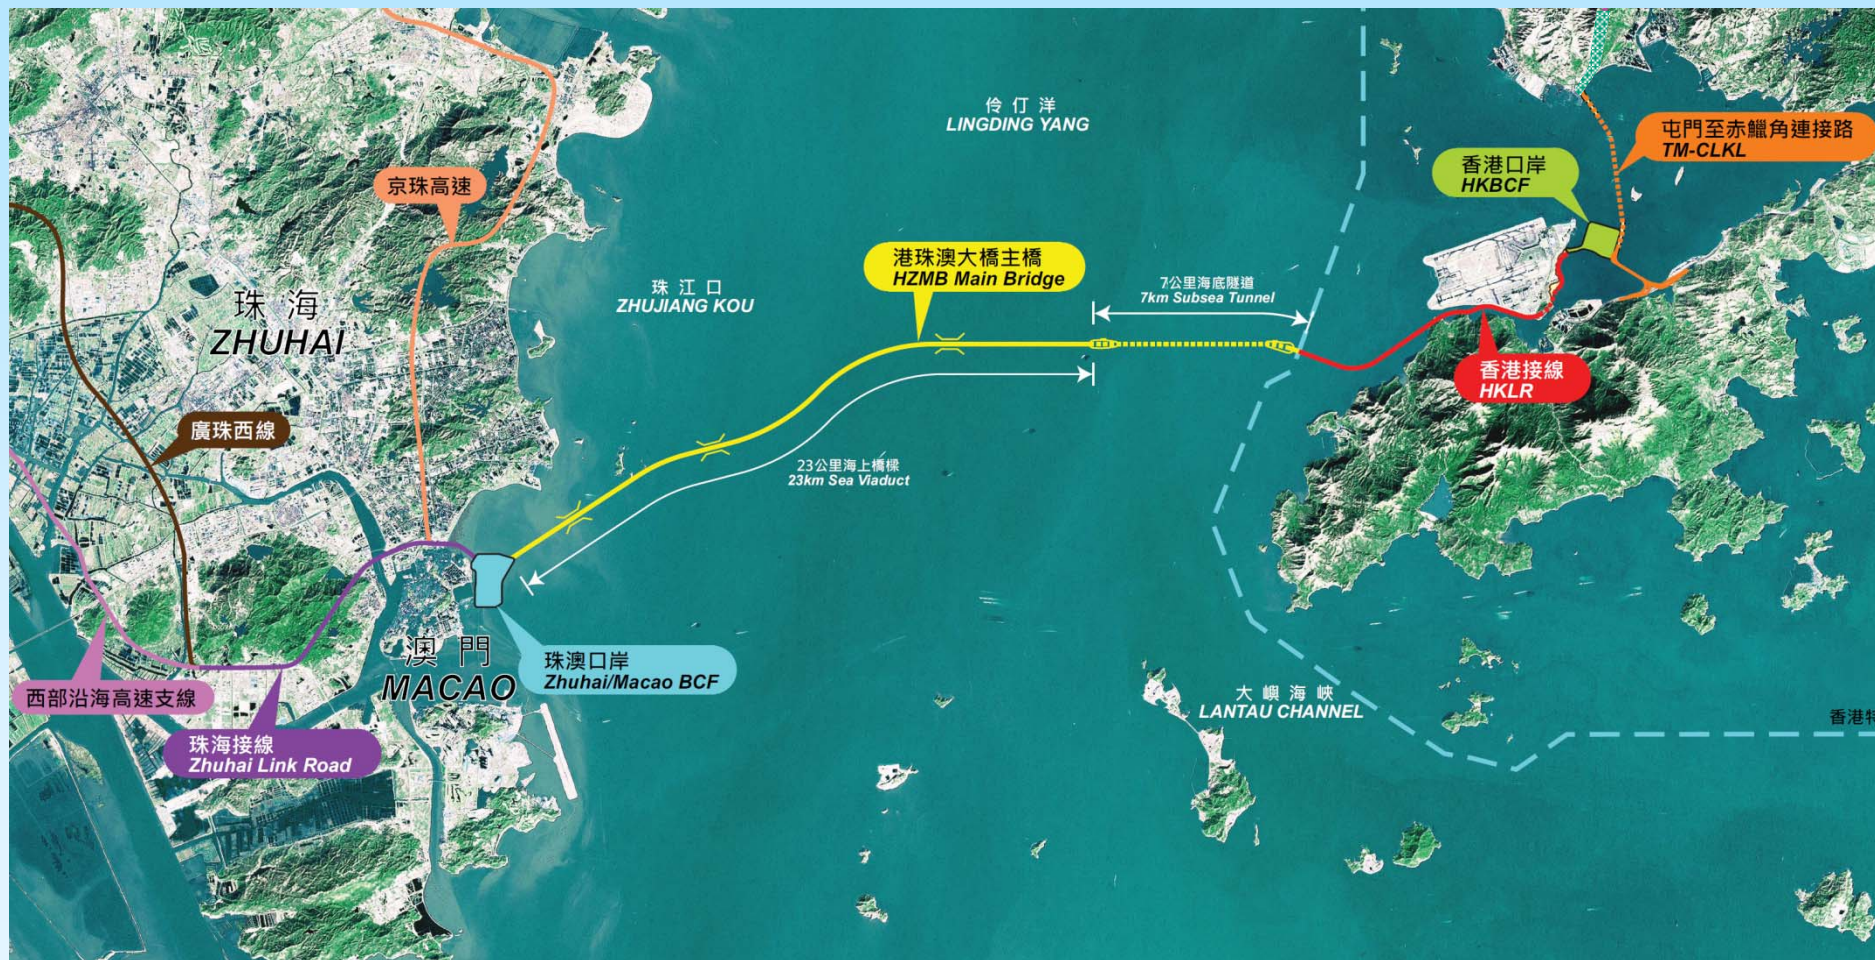 伶仃洋
LINGDING YANG
屯門至赤鱲角連接路
TM-CLKL
香港口岸
HKBCF
京珠高速
港珠澳大橋主橋
HZMB Main Bridge
7公里海底隧道
7km Subsea Tunnel
珠江口
ZHUJIANG KOU
珠海
ZHUHAI
香港接線
HKLR
廣珠西線
23公里海上橋樑
23km Sea Viaduct
澳門
MACAO
珠澳口岸
Zhuhai/Macao BCF
西部沿海高速支線
大嶼海峽
LANTAU CHANNEL
香港特
珠海接線
Zhuhai Link Road